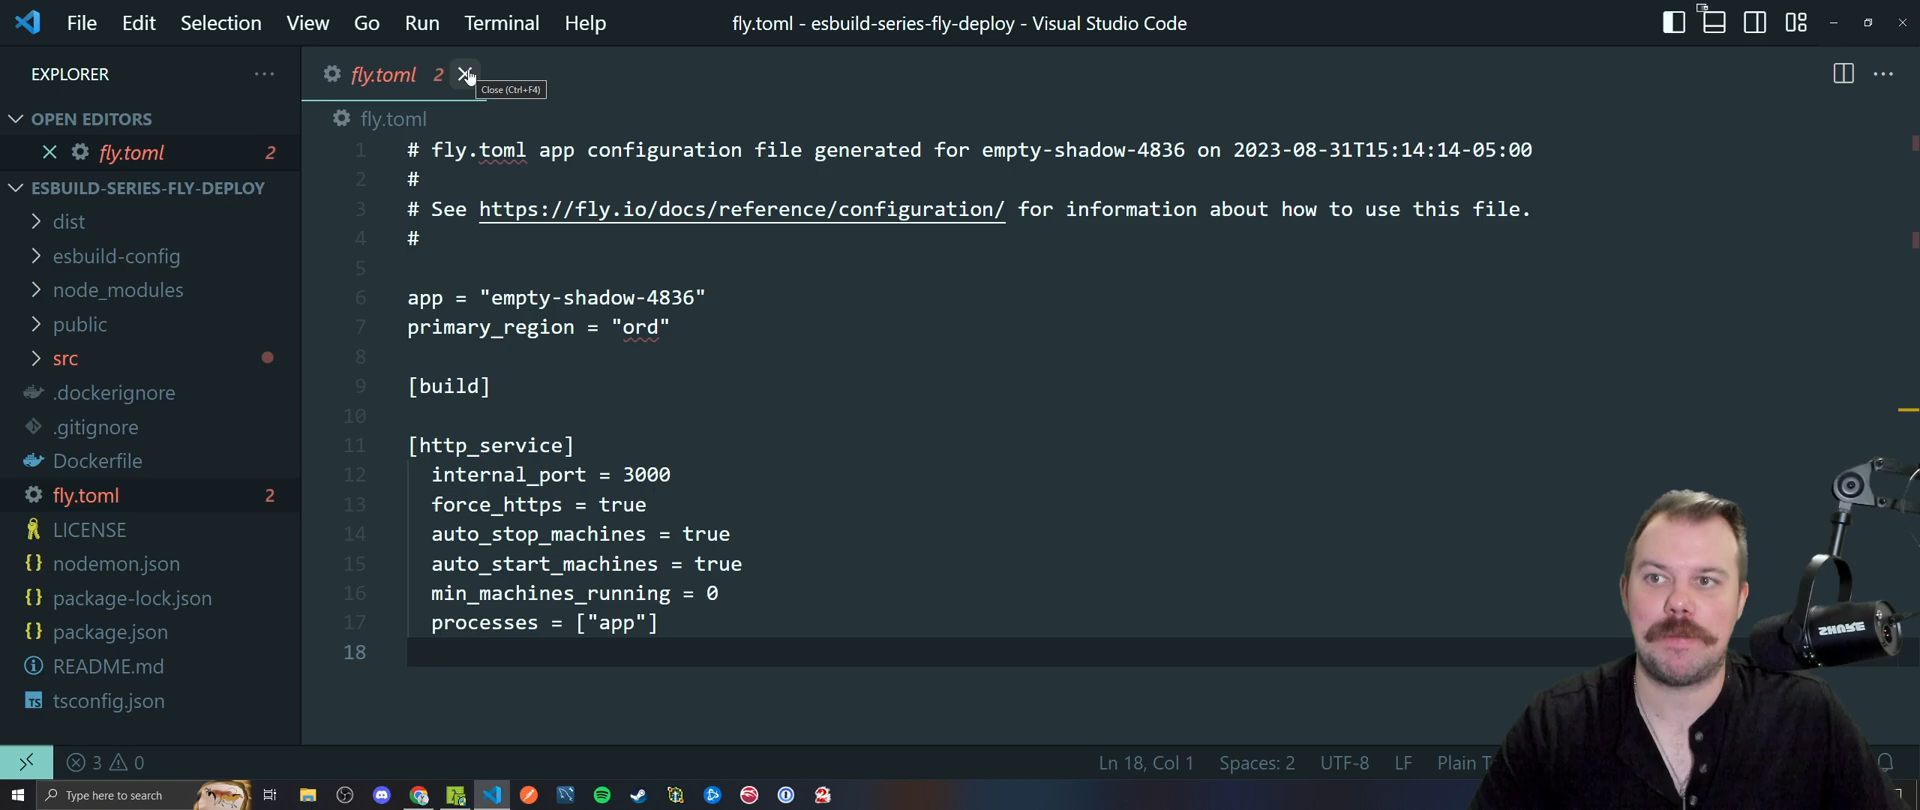 File Edit Selection View Go Run Terminal Help
fly.toml - esbuild-series-fly-deploy - Visual Studio Code
EXPLORER
fly.toml 2
Close (Ctrl+F4)
OPEN EDITORS
fly.toml 2
ESBUILD-SERIES-FLY-DEPLOY
dist
esbuild-config
node_modules
public
src
.dockerignore
.gitignore
Dockerfile
fly.toml 2
LICENSE
nodemon.json
package-lock.json
package.json
README.md
tsconfig.json
fly.toml
1 # fly.toml app configuration file generated for empty-shadow-4836 on 2023-08-31T15:14:14-05:00
2 #
3 # See https://fly.io/docs/reference/configuration/ for information about how to use this file.
4 #
5
6 app = "empty-shadow-4836"
7 primary_region = "ord"
8
9 [build]
10
11 [http_service]
12 internal_port = 3000
13 force_https = true
14 auto_stop_machines = true
15 auto_start_machines = true
16 min_machines_running = 0
17 processes = ["app"]
18
SHURE
3 0
Ln 18, Col 1 Spaces: 2 UTF-8 LF Plain
Type here to search